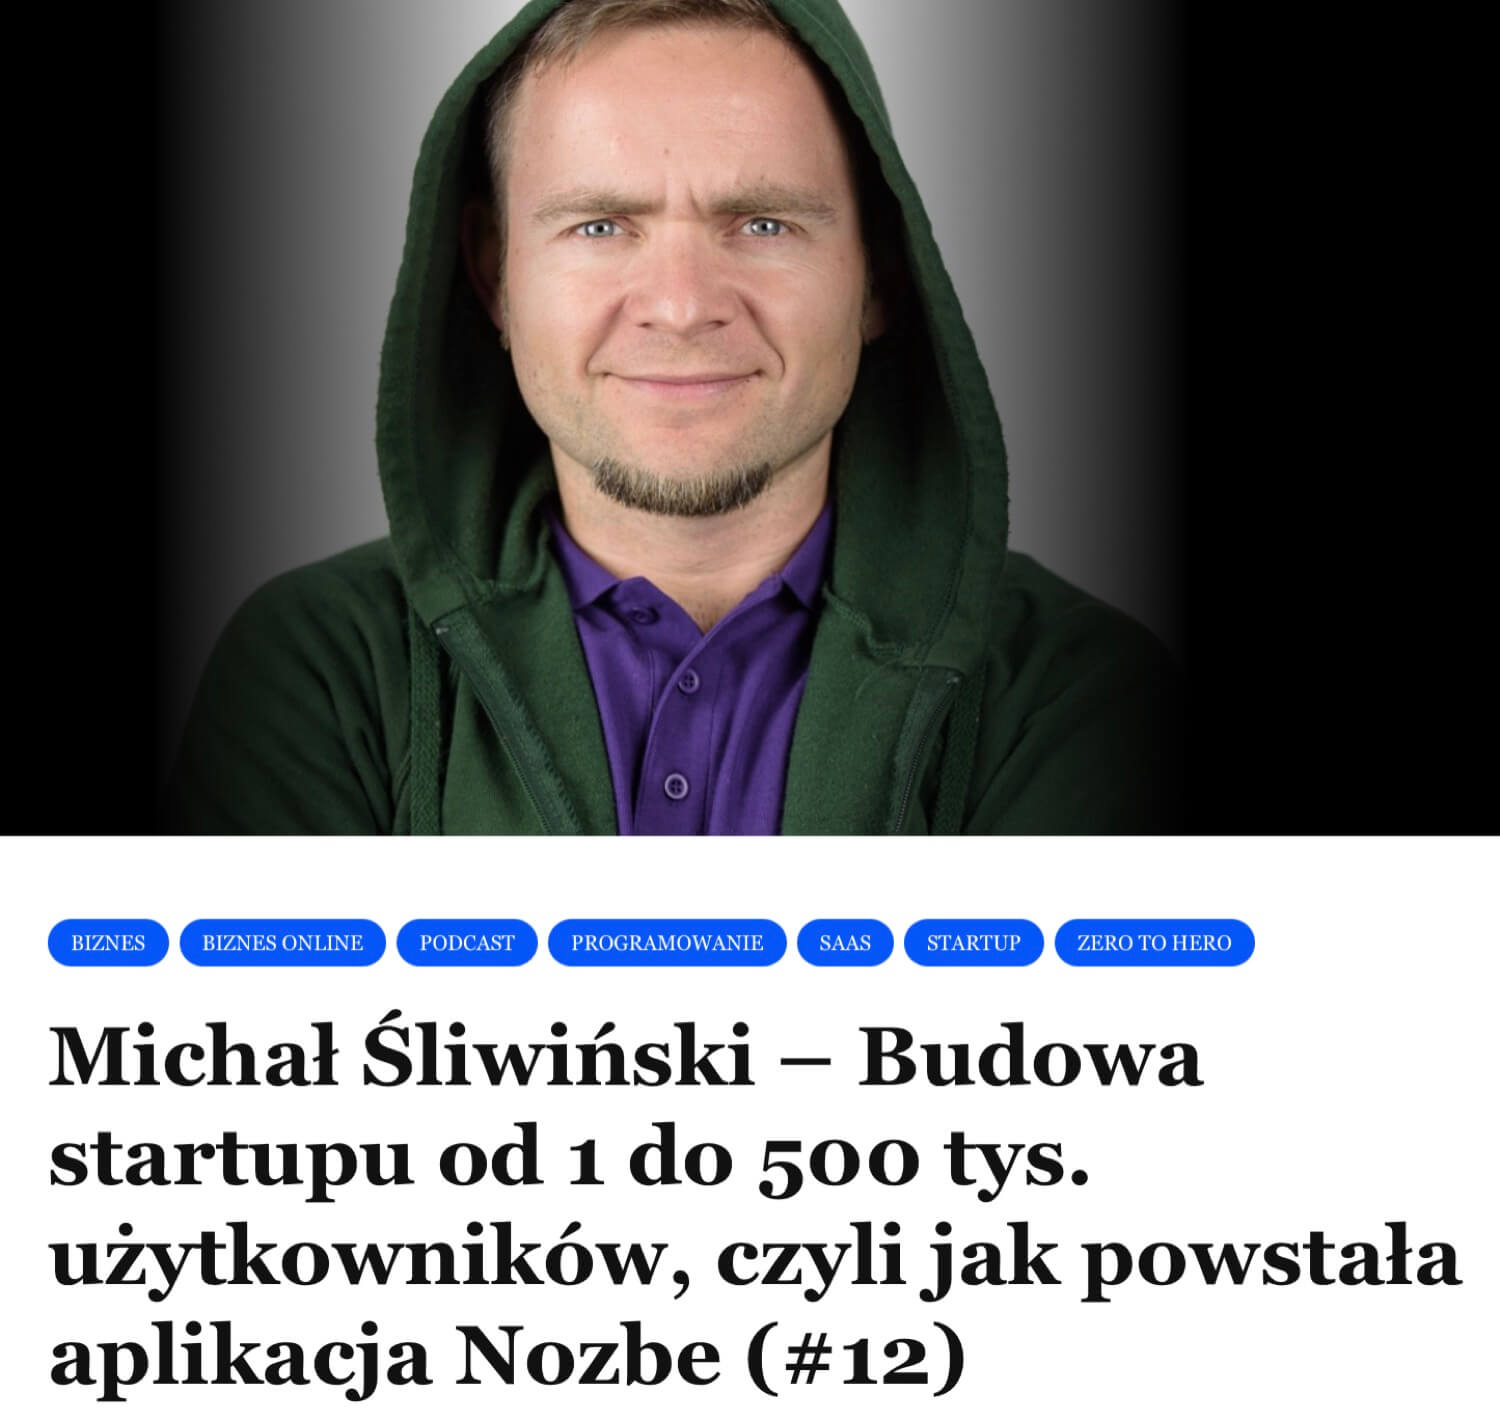 BIZNES BIZNES ONLINE PODCAST PROGRAMOWANIE SAAS STARTUP ZERO TO HERO
Michał Śliwiński – Budowa
startupu od 1 do 500 tys.
użytkowników, czyli jak powstała
aplikacja Nozbe (#12)